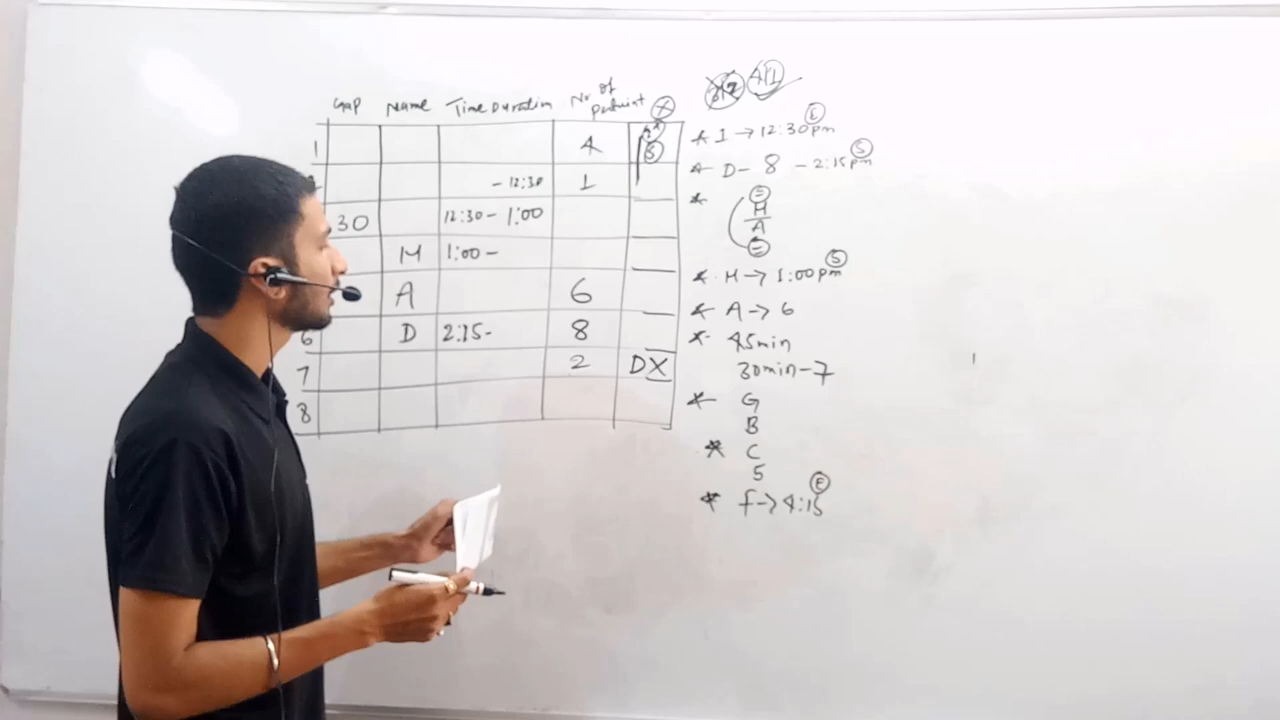 Gap Name Time Duration No of patient X
1 4
- 12:30 1
30 12:30 - 1:00
M 1:00 -
A 6
6 D 2:15- 8
7 2 DX
8
4|1
* I → 12:30pm E
* D - 8 - 2:15pm S
*
=
M
A
=
* M → 1:00pm S
* A → 6
* 45min
30min - 7
* G
B
* C
5
* f → 4:15 E